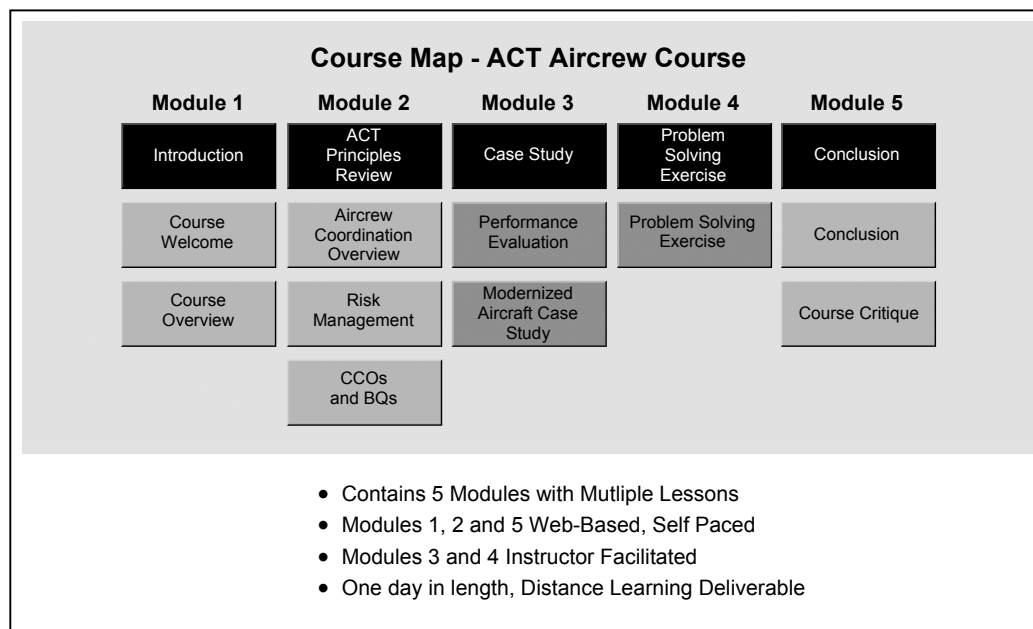 Course Map - ACT Aircrew Course
Module 1
Module 2
Module 3
Module 4
Module 5
Introduction
ACT
Principles
Review
Case Study
Problem
Solving
Exercise
Conclusion
Course
Welcome
Aircrew
Coordination
Overview
Performance
Evaluation
Problem Solving
Exercise
Conclusion
Course
Overview
Risk
Management
Modernized
Aircraft Case
Study
Course Critique
CCOs
and BQs
• Contains 5 Modules with Mutliple Lessons
• Modules 1, 2 and 5 Web-Based, Self Paced
• Modules 3 and 4 Instructor Facilitated
• One day in length, Distance Learning Deliverable